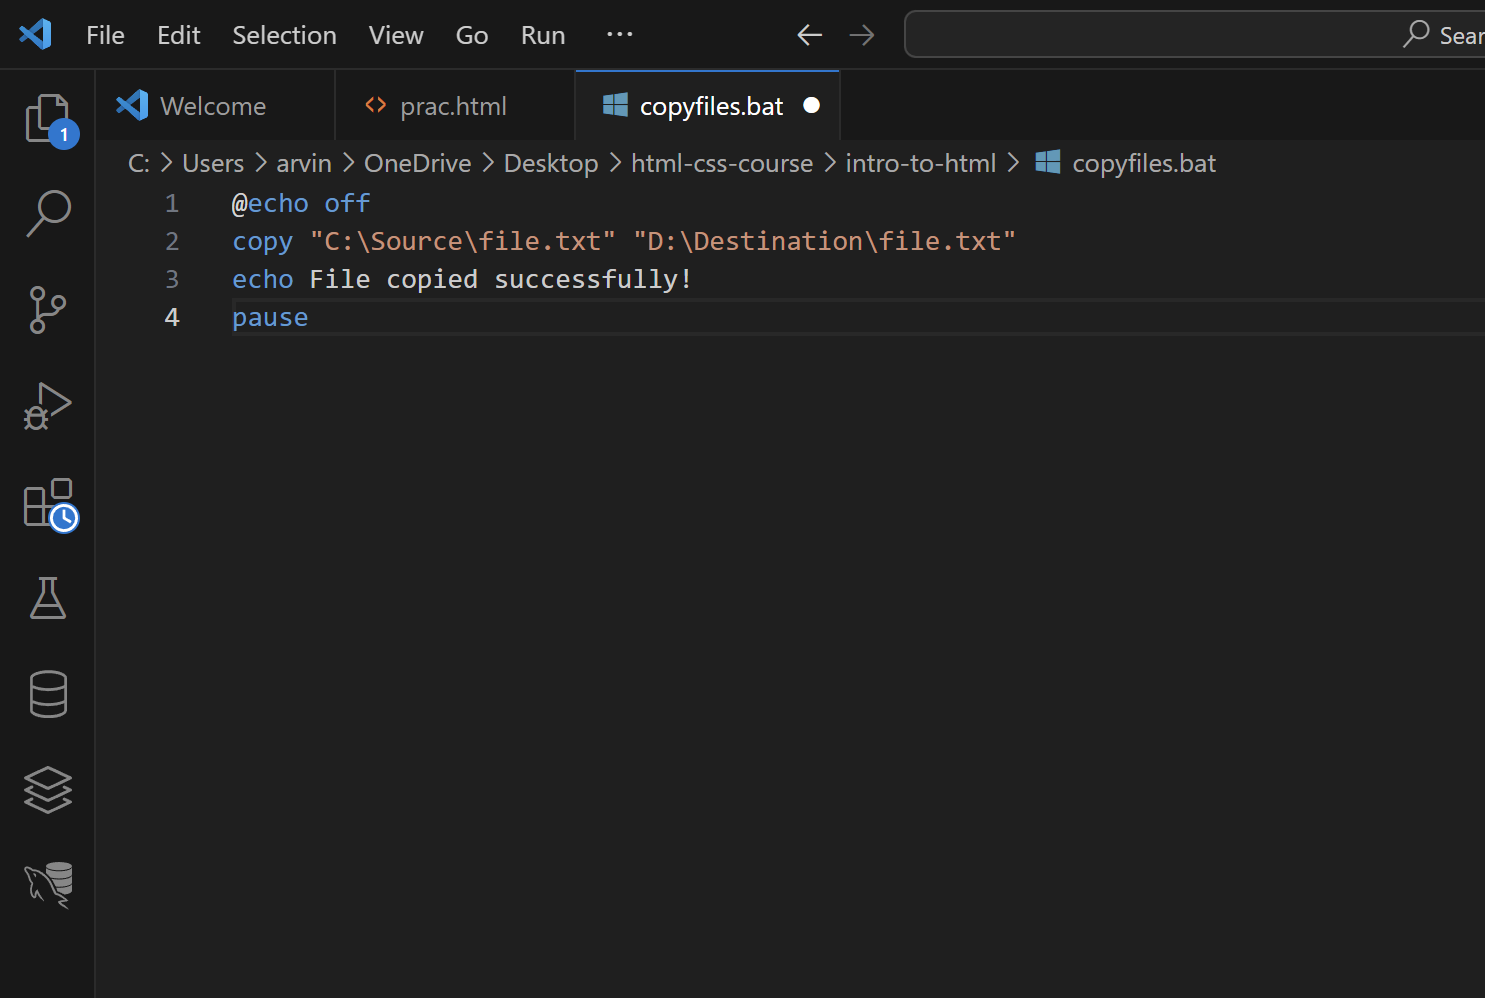 File Edit Selection View Go Run ··· ← → Sear
1
Welcome prac.html copyfiles.bat
C: > Users > arvin > OneDrive > Desktop > html-css-course > intro-to-html > copyfiles.bat
1 @echo off
2 copy "C:\Source\file.txt" "D:\Destination\file.txt"
3 echo File copied successfully!
4 pause